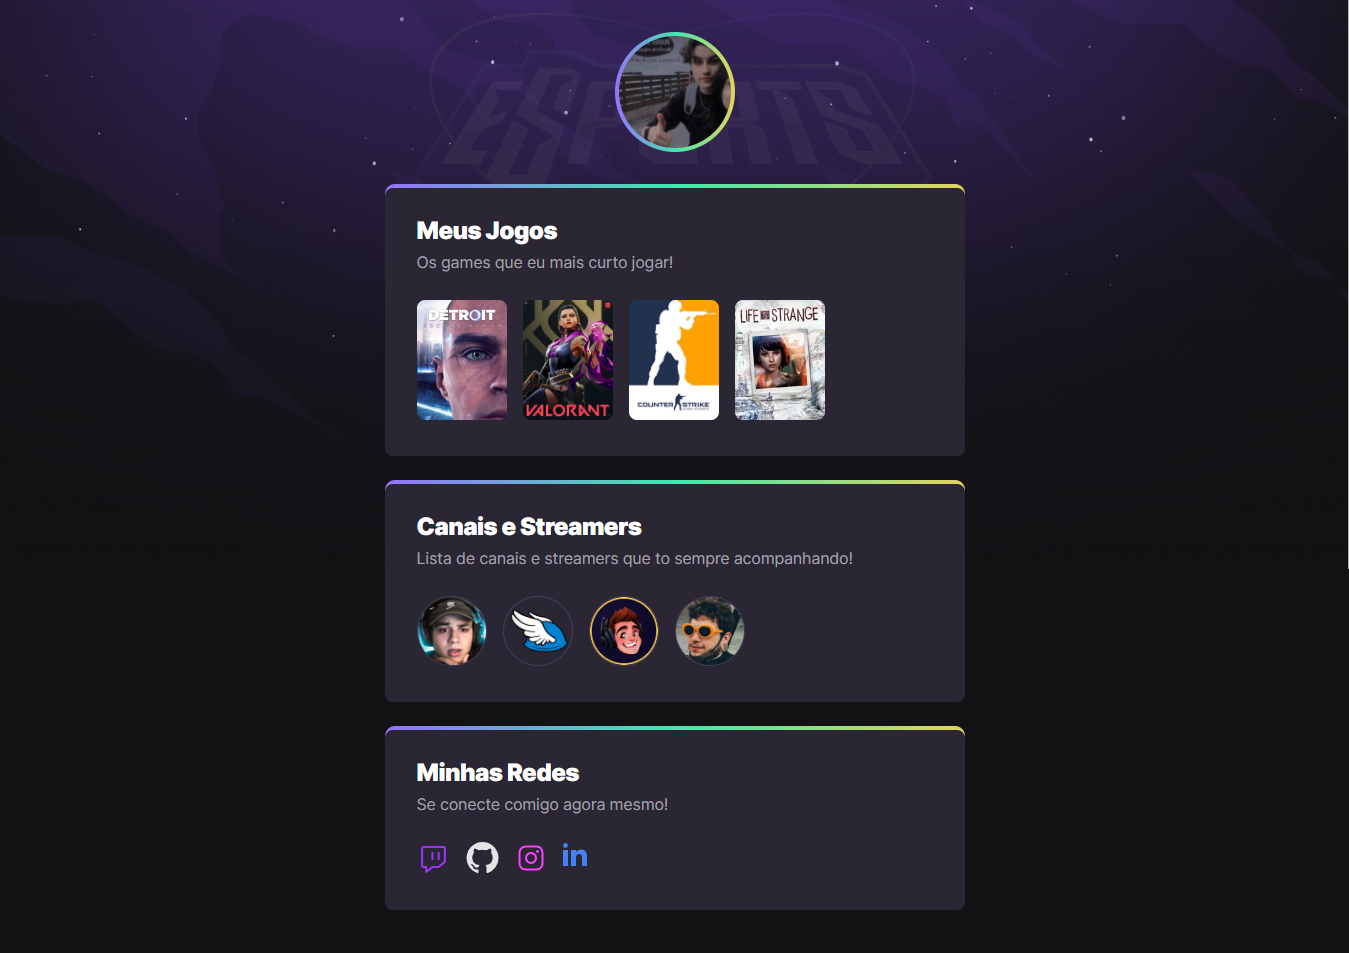 ESPORTS
Meus Jogos
Os games que eu mais curto jogar!
DETROIT
VALORANT
COUNTER STRIKE
LIFE IS STRANGE
Canais e Streamers
Lista de canais e streamers que to sempre acompanhando!
Minhas Redes
Se conecte comigo agora mesmo!
in